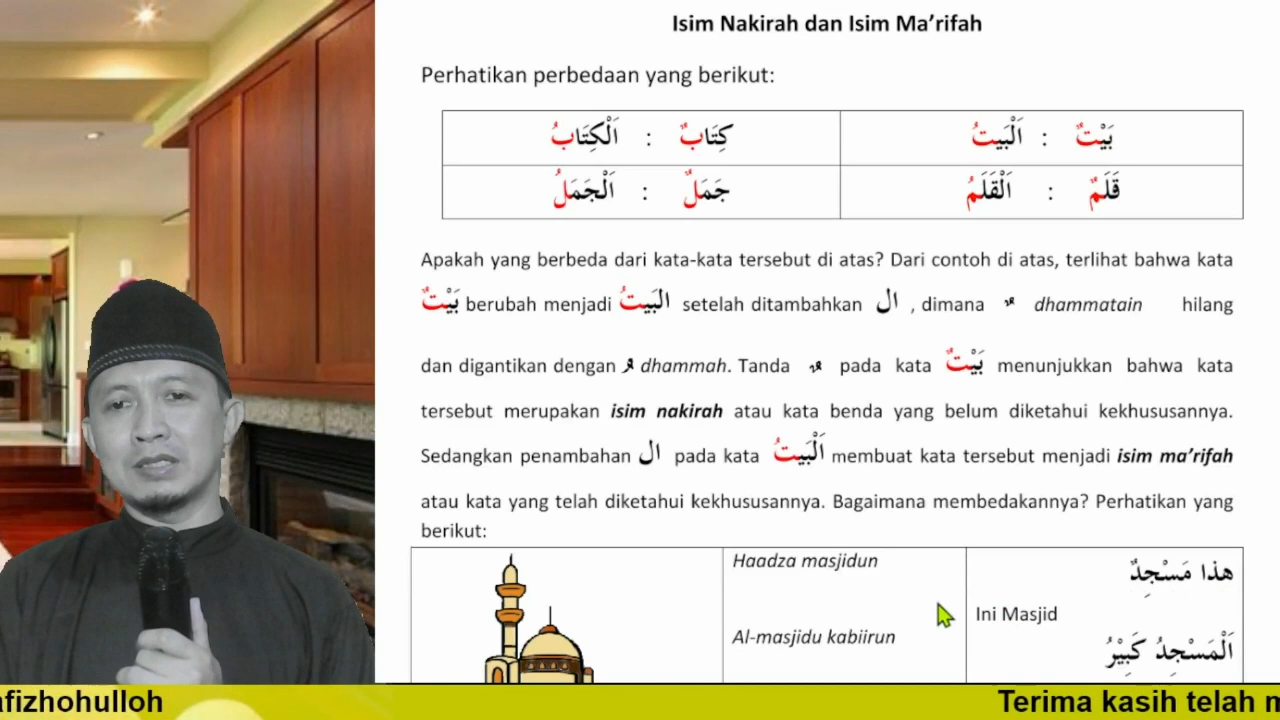 Isim Nakirah dan Isim Ma’rifah
Perhatikan perbedaan yang berikut:
بَيْتٌ : اَلْبَيتُ
كِتَابٌ : اَلْكِتَابُ
قَلَمٌ : اَلْقَلَمُ
جَمَلٌ : اَلْجَمَلُ
Apakah yang berbeda dari kata-kata tersebut di atas? Dari contoh di atas, terlihat bahwa kata
بَيْتٌ berubah menjadi البَيتُ setelah ditambahkan ال , dimana ٌ dhammatain hilang
dan digantikan dengan ُ dhammah. Tanda ٌ pada kata بَيْتٌ menunjukkan bahwa kata
tersebut merupakan isim nakirah atau kata benda yang belum diketahui kekhususannya.
Sedangkan penambahan ال pada kata اَلْبَيتُ membuat kata tersebut menjadi isim ma’rifah
atau kata yang telah diketahui kekhususannya. Bagaimana membedakannya? Perhatikan yang
berikut:
Haadza masjidun
هذا مَسْجِدٌ
Ini Masjid
Al-masjidu kabiirun
اَلْمَسْجِدُ كَبِيْرُ
afizhohulloh
Terima kasih telah